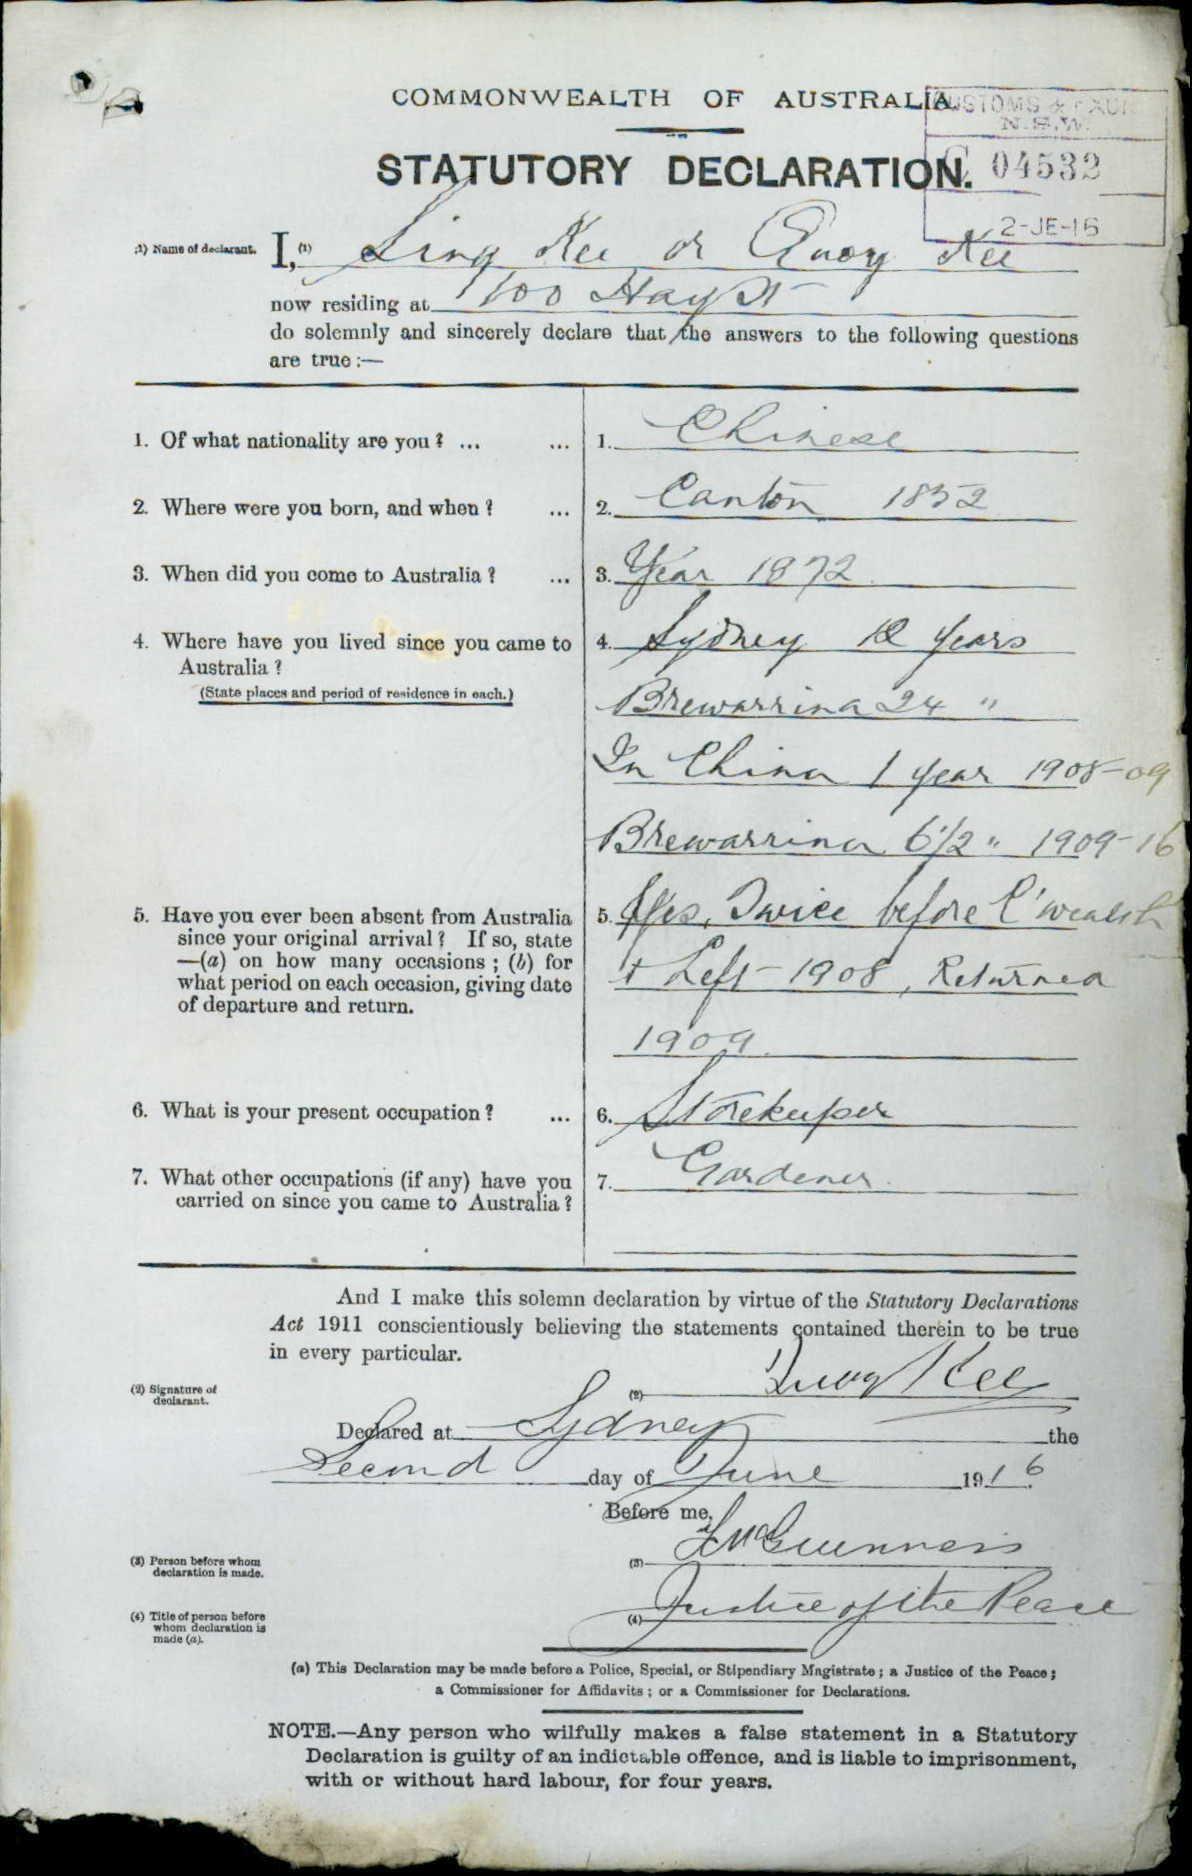 COMMONWEALTH OF AUSTRALIA
CUSTOMS & EXCI
N.S.W.
STATUTORY DECLARATION.
C 04532
2-JE-16
(1) Name of declarant. I, (1) Sing Kee or Quoy Kee
now residing at 100 Hay St
do solemnly and sincerely declare that the answers to the following questions
are true:—
1. Of what nationality are you? ... ... 1. Chinese
2. Where were you born, and when? ... 2. Canton 1852
3. When did you come to Australia? ... 3. Year 1872
4. Where have you lived since you came to 4. Sydney 12 years
Australia?
(State places and period of residence in each.) Brewarrina 24 "
In China 1 year 1908-09
Brewarrina 6 1/2 " 1909-16
5. Have you ever been absent from Australia 5. Yes, Twice before C'wealth
since your original arrival? If so, state
—(a) on how many occasions; (b) for + Left 1908, Returned
what period on each occasion, giving date
of departure and return.
1909.
6. What is your present occupation? ... 6. Storekeeper
7. What other occupations (if any) have you 7. Gardener
carried on since you came to Australia?
And I make this solemn declaration by virtue of the Statutory Declarations
Act 1911 conscientiously believing the statements contained therein to be true
in every particular.
(2) Signature of
declarant. (2) Quoy Kee
Declared at Sydney the
Second day of June 1916
Before me,
(3) Person before whom
declaration is made. (3) McGuinness
(4) Title of person before
whom declaration is
made (a). (4) Justice of the Peace
(a) This Declaration may be made before a Police, Special, or Stipendiary Magistrate; a Justice of the Peace;
a Commissioner for Affidavits; or a Commissioner for Declarations.
NOTE.—Any person who wilfully makes a false statement in a Statutory
Declaration is guilty of an indictable offence, and is liable to imprisonment,
with or without hard labour, for four years.